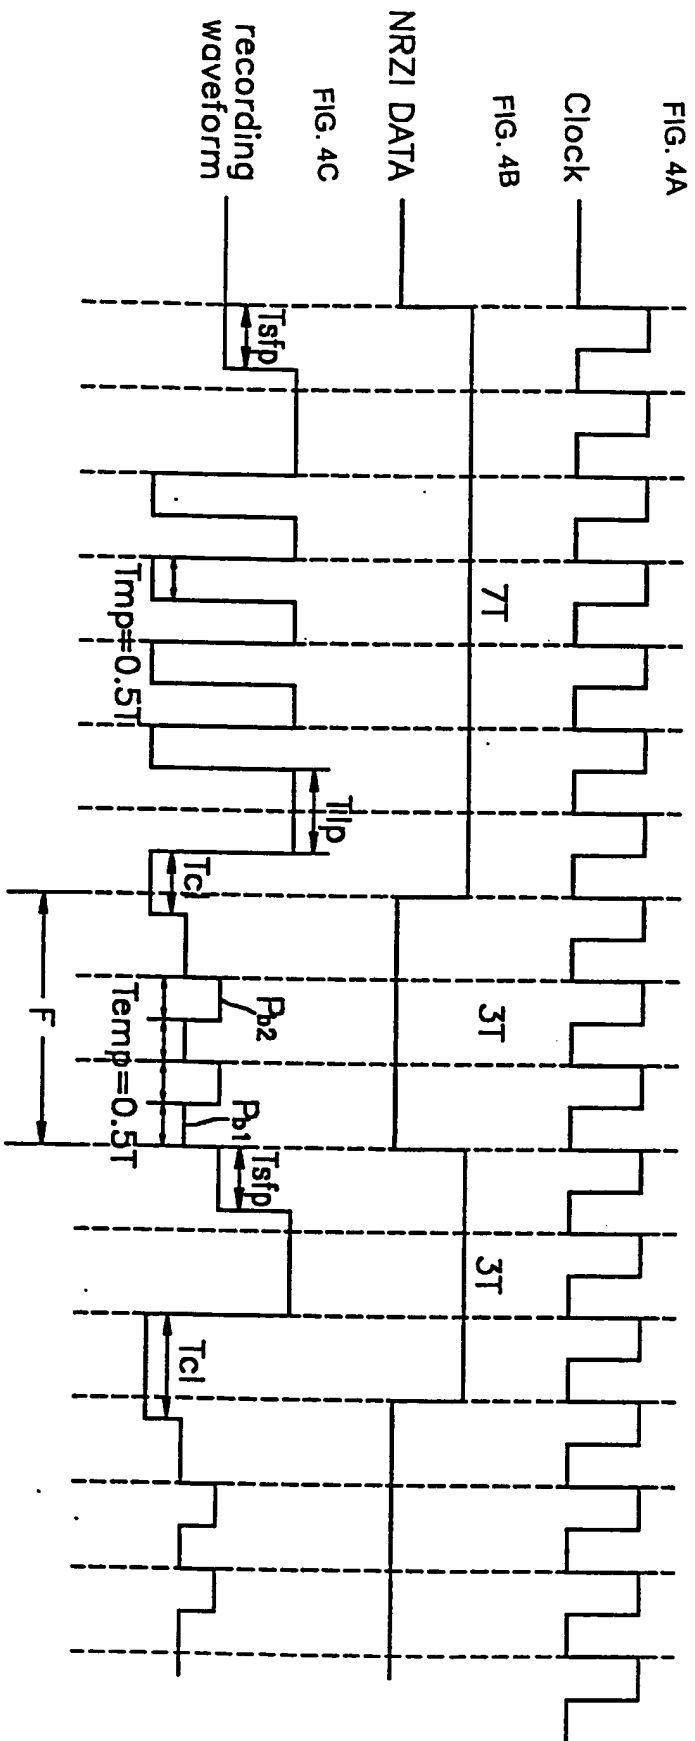 FIG. 4A
Clock
FIG. 4B
NRZI DATA
7T
3T
3T
FIG. 4C
recording
waveform
Tsfp
Tmp=0.5T
Tlp
Tcl
Pb2
Pb1
Temp=0.5T
Tsfp
Tcl
F